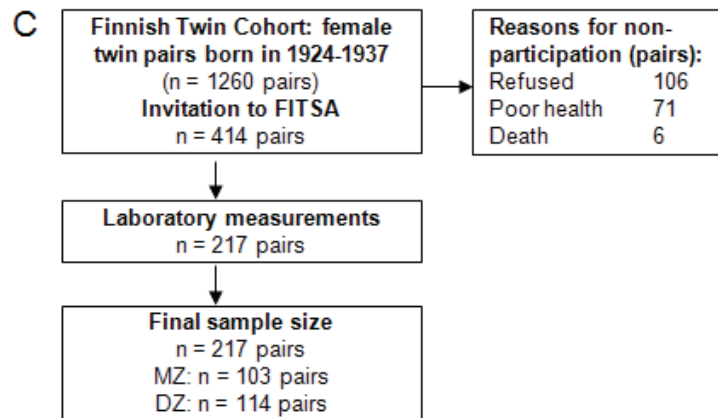 C
Finnish Twin Cohort: female
twin pairs born in 1924-1937
(n = 1260 pairs)
Invitation to FITSA
n = 414 pairs
Reasons for non-
participation (pairs):
Refused 106
Poor health 71
Death 6
Laboratory measurements
n = 217 pairs
Final sample size
n = 217 pairs
MZ: n = 103 pairs
DZ: n = 114 pairs